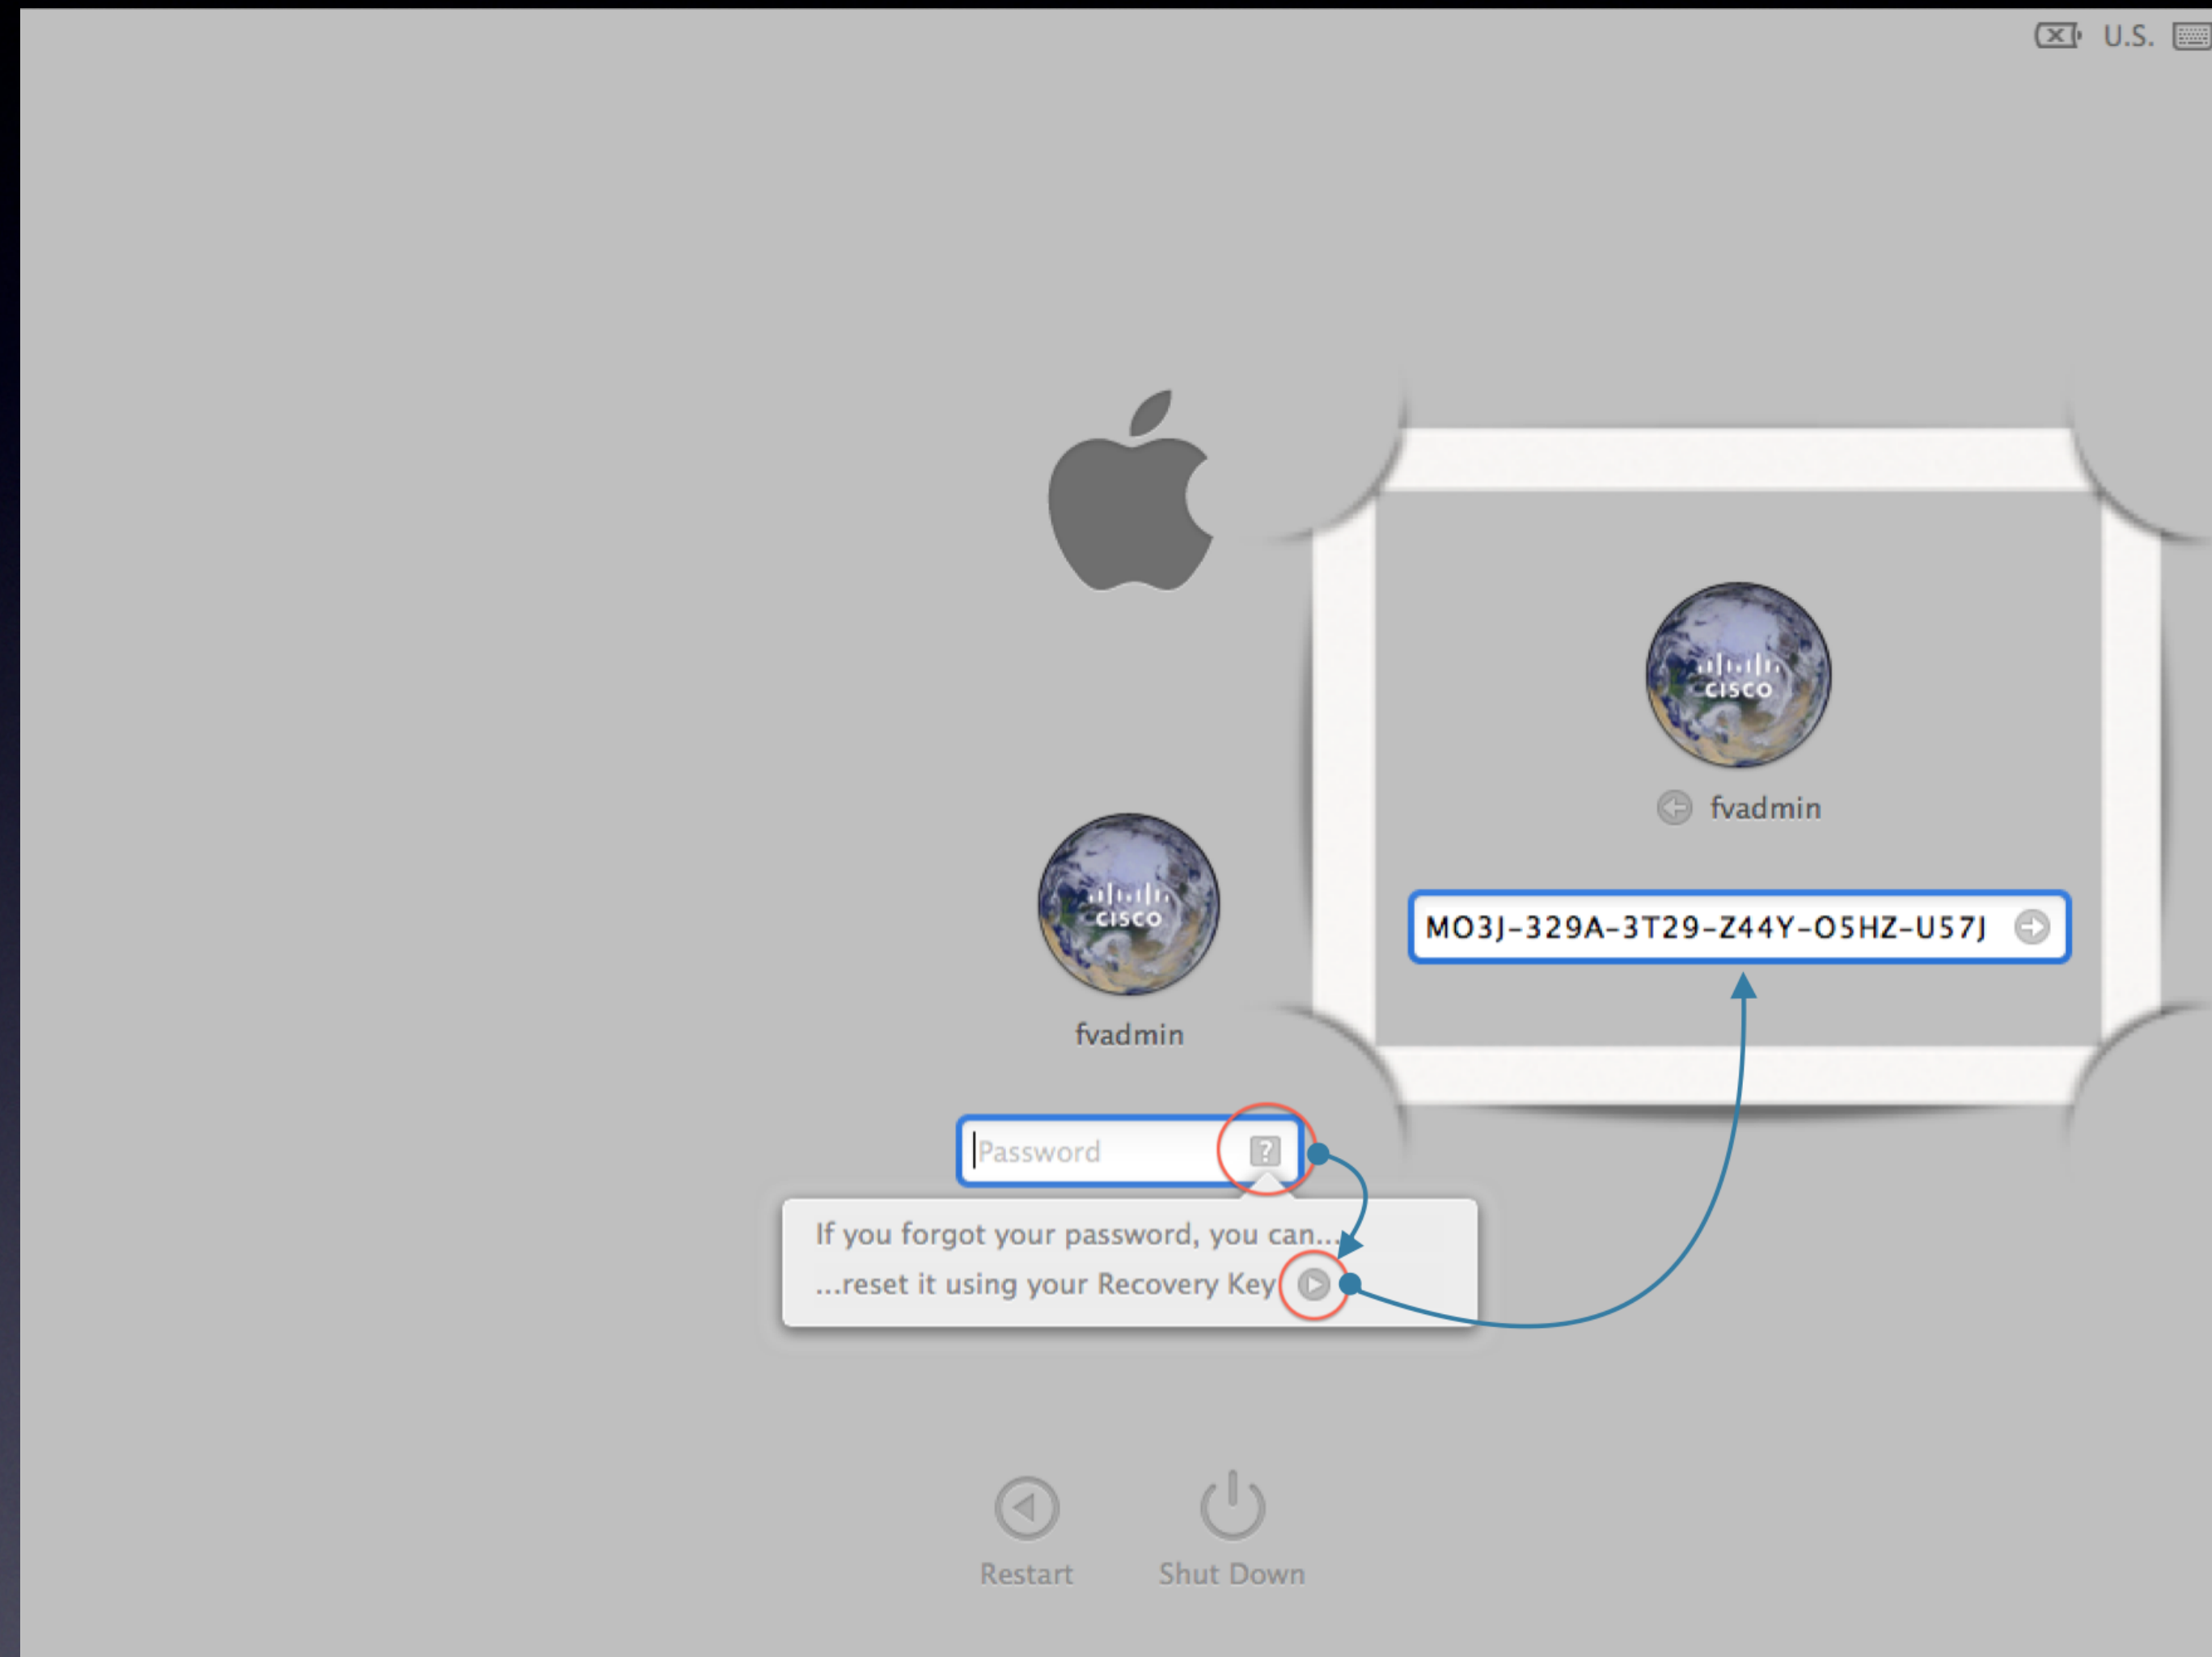 U.S.
CISCO
fvadmin
MO3J-329A-3T29-Z44Y-O5HZ-U57J
CISCO
fvadmin
Password
?
If you forgot your password, you can...
...reset it using your Recovery Key
Restart
Shut Down